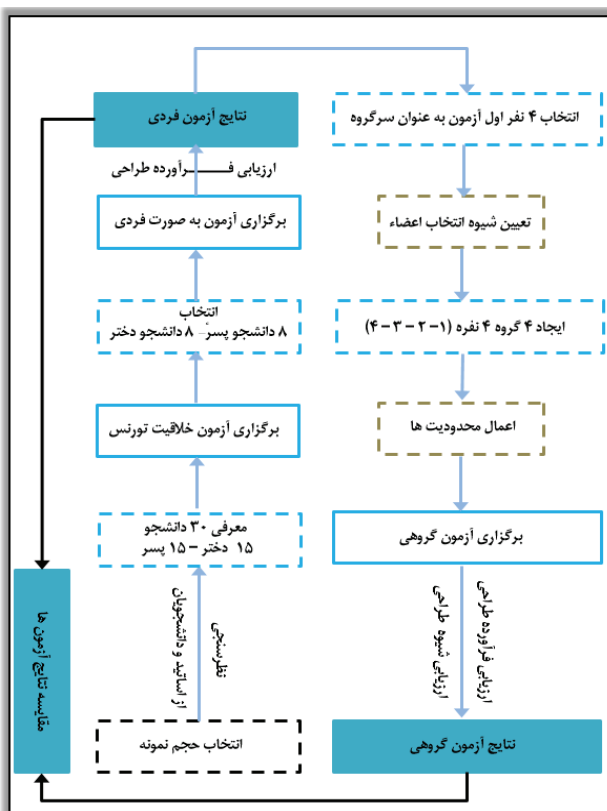 نتایج آزمون فردی
ارزیابی فـــــــرآورده طراحی
برگزاری آزمون به صورت فردی
انتخاب
۸ دانشجو پسر – ۸ دانشجو دختر
برگزاری آزمون خلاقیت تورنس
معرفی ۳۰ دانشجو
۱۵ دختر – ۱۵ پسر
نظرسنجی
از اساتید و دانشجویان
انتخاب حجم نمونه
انتخاب ۴ نفر اول آزمون به عنوان سرگروه
تعیین شیوه انتخاب اعضاء
ایجاد ۴ گروه ۴ نفره (۱ – ۲ – ۳ – ۴)
اعمال محدودیت ها
برگزاری آزمون گروهی
ارزیابی فرآورده طراحی
ارزیابی شیوه طراحی
نتایج آزمون گروهی
مقایسه نتایج آزمون ها